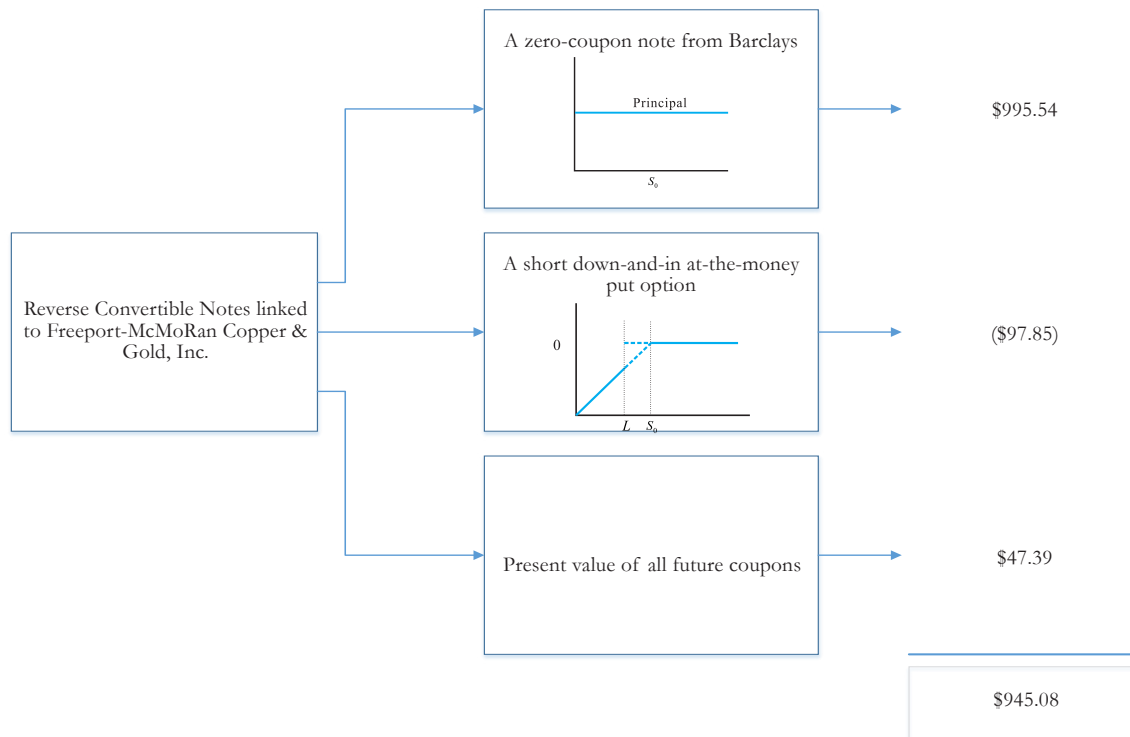 A zero-coupon note from Barclays
Principal
S₀
$995.54
Reverse Convertible Notes linked
to Freeport-McMoRan Copper &
Gold, Inc.
A short down-and-in at-the-money
put option
0
L S₀
($97.85)
Present value of all future coupons
$47.39
$945.08